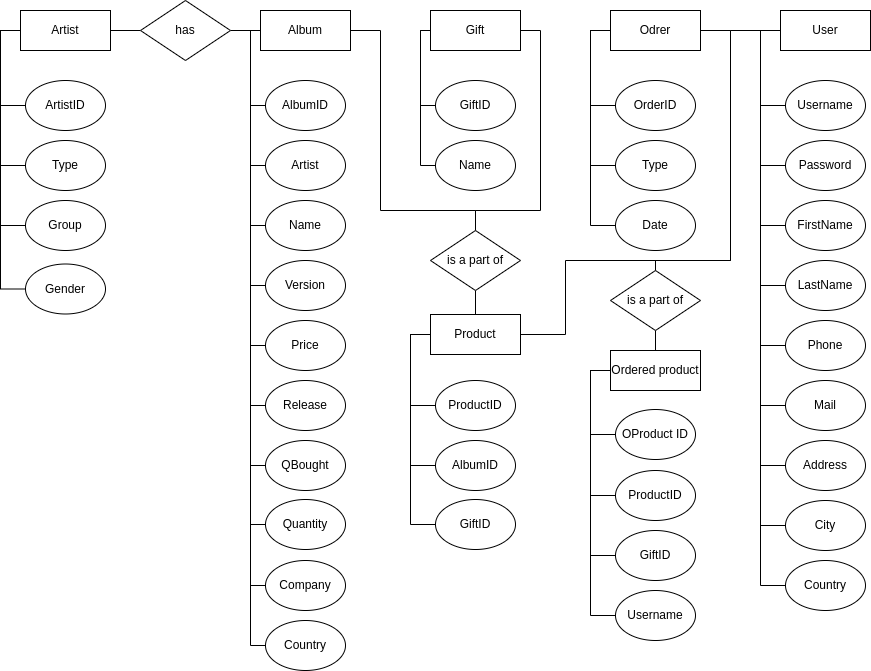 Artist
has
Album
Gift
Odrer
User
ArtistID
Type
Group
Gender
AlbumID
Artist
Name
Version
Price
Release
QBought
Quantity
Company
Country
GiftID
Name
is a part of
Product
ProductID
AlbumID
GiftID
OrderID
Type
Date
is a part of
Ordered product
OProduct ID
ProductID
GiftID
Username
Username
Password
FirstName
LastName
Phone
Mail
Address
City
Country